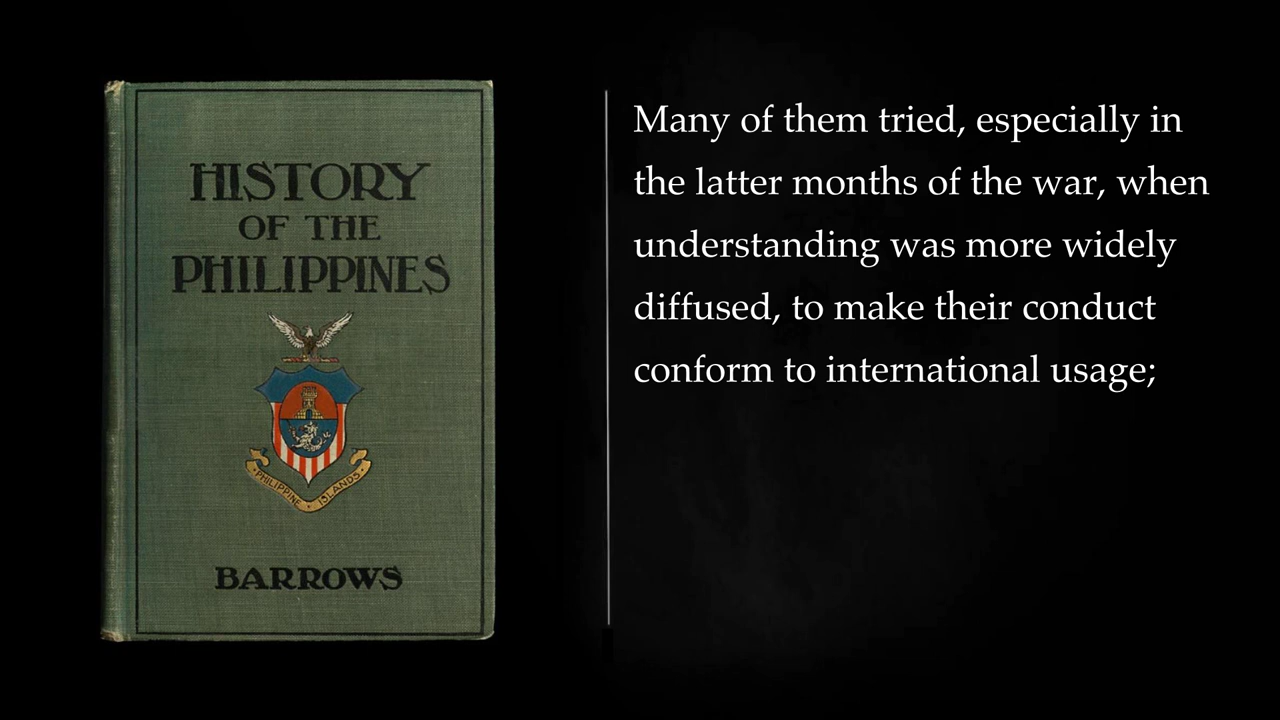 HISTORY
OF THE
PHILIPPINES
PHILIPPINE ISLANDS
BARROWS
Many of them tried, especially in
the latter months of the war, when
understanding was more widely
diffused, to make their conduct
conform to international usage;